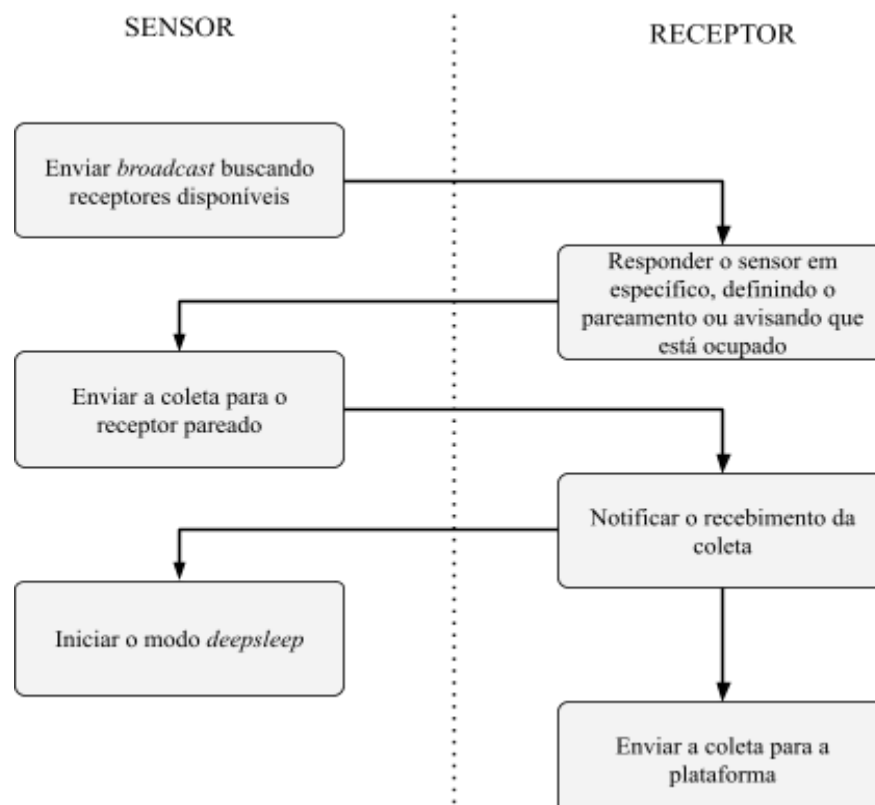 SENSOR
RECEPTOR
Enviar broadcast buscando
receptores disponíveis
Responder o sensor em
específico, definindo o
pareamento ou avisando que
está ocupado
Enviar a coleta para o
receptor pareado
Notificar o recebimento da
coleta
Iniciar o modo deepsleep
Enviar a coleta para a
plataforma